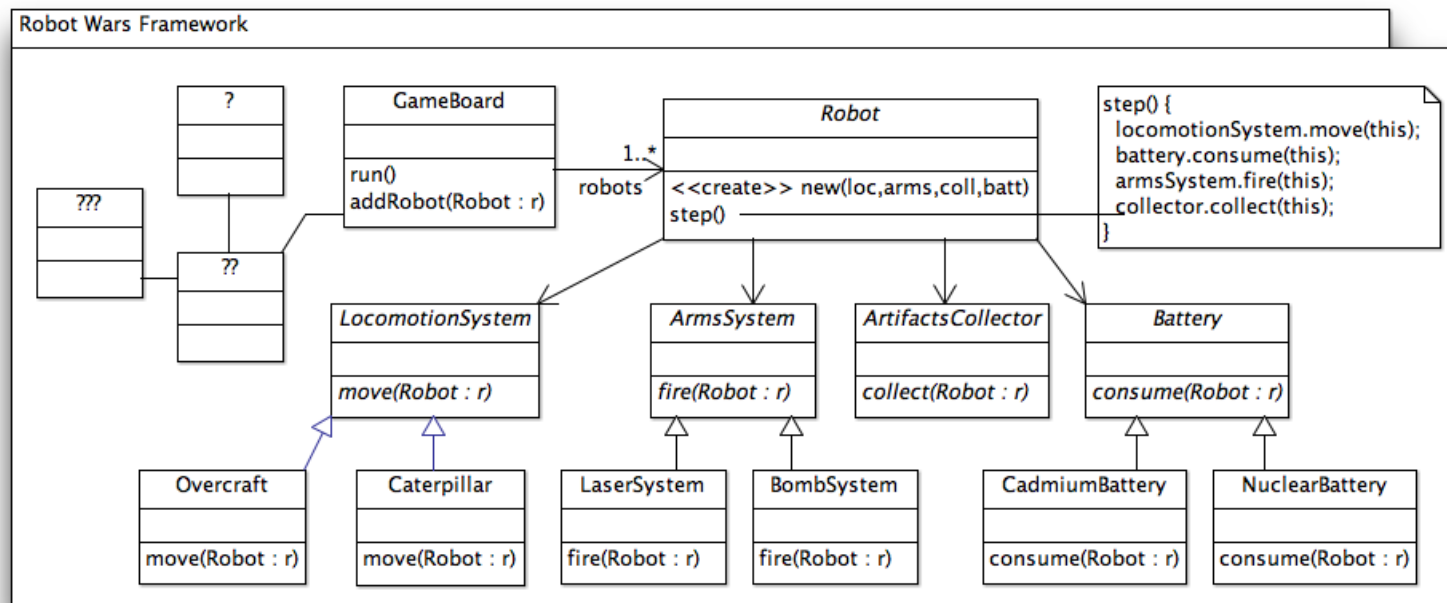 Robot Wars Framework
?
GameBoard
run()
addRobot(Robot : r)
???
??
1..*
robots
Robot
<<create>> new(loc,arms,coll,batt)
step()
step() {
locomotionSystem.move(this);
battery.consume(this);
armsSystem.fire(this);
collector.collect(this);
}
LocomotionSystem
move(Robot : r)
ArmsSystem
fire(Robot : r)
ArtifactsCollector
collect(Robot : r)
Battery
consume(Robot : r)
Overcraft
move(Robot : r)
Caterpillar
move(Robot : r)
LaserSystem
fire(Robot : r)
BombSystem
fire(Robot : r)
CadmiumBattery
consume(Robot : r)
NuclearBattery
consume(Robot : r)